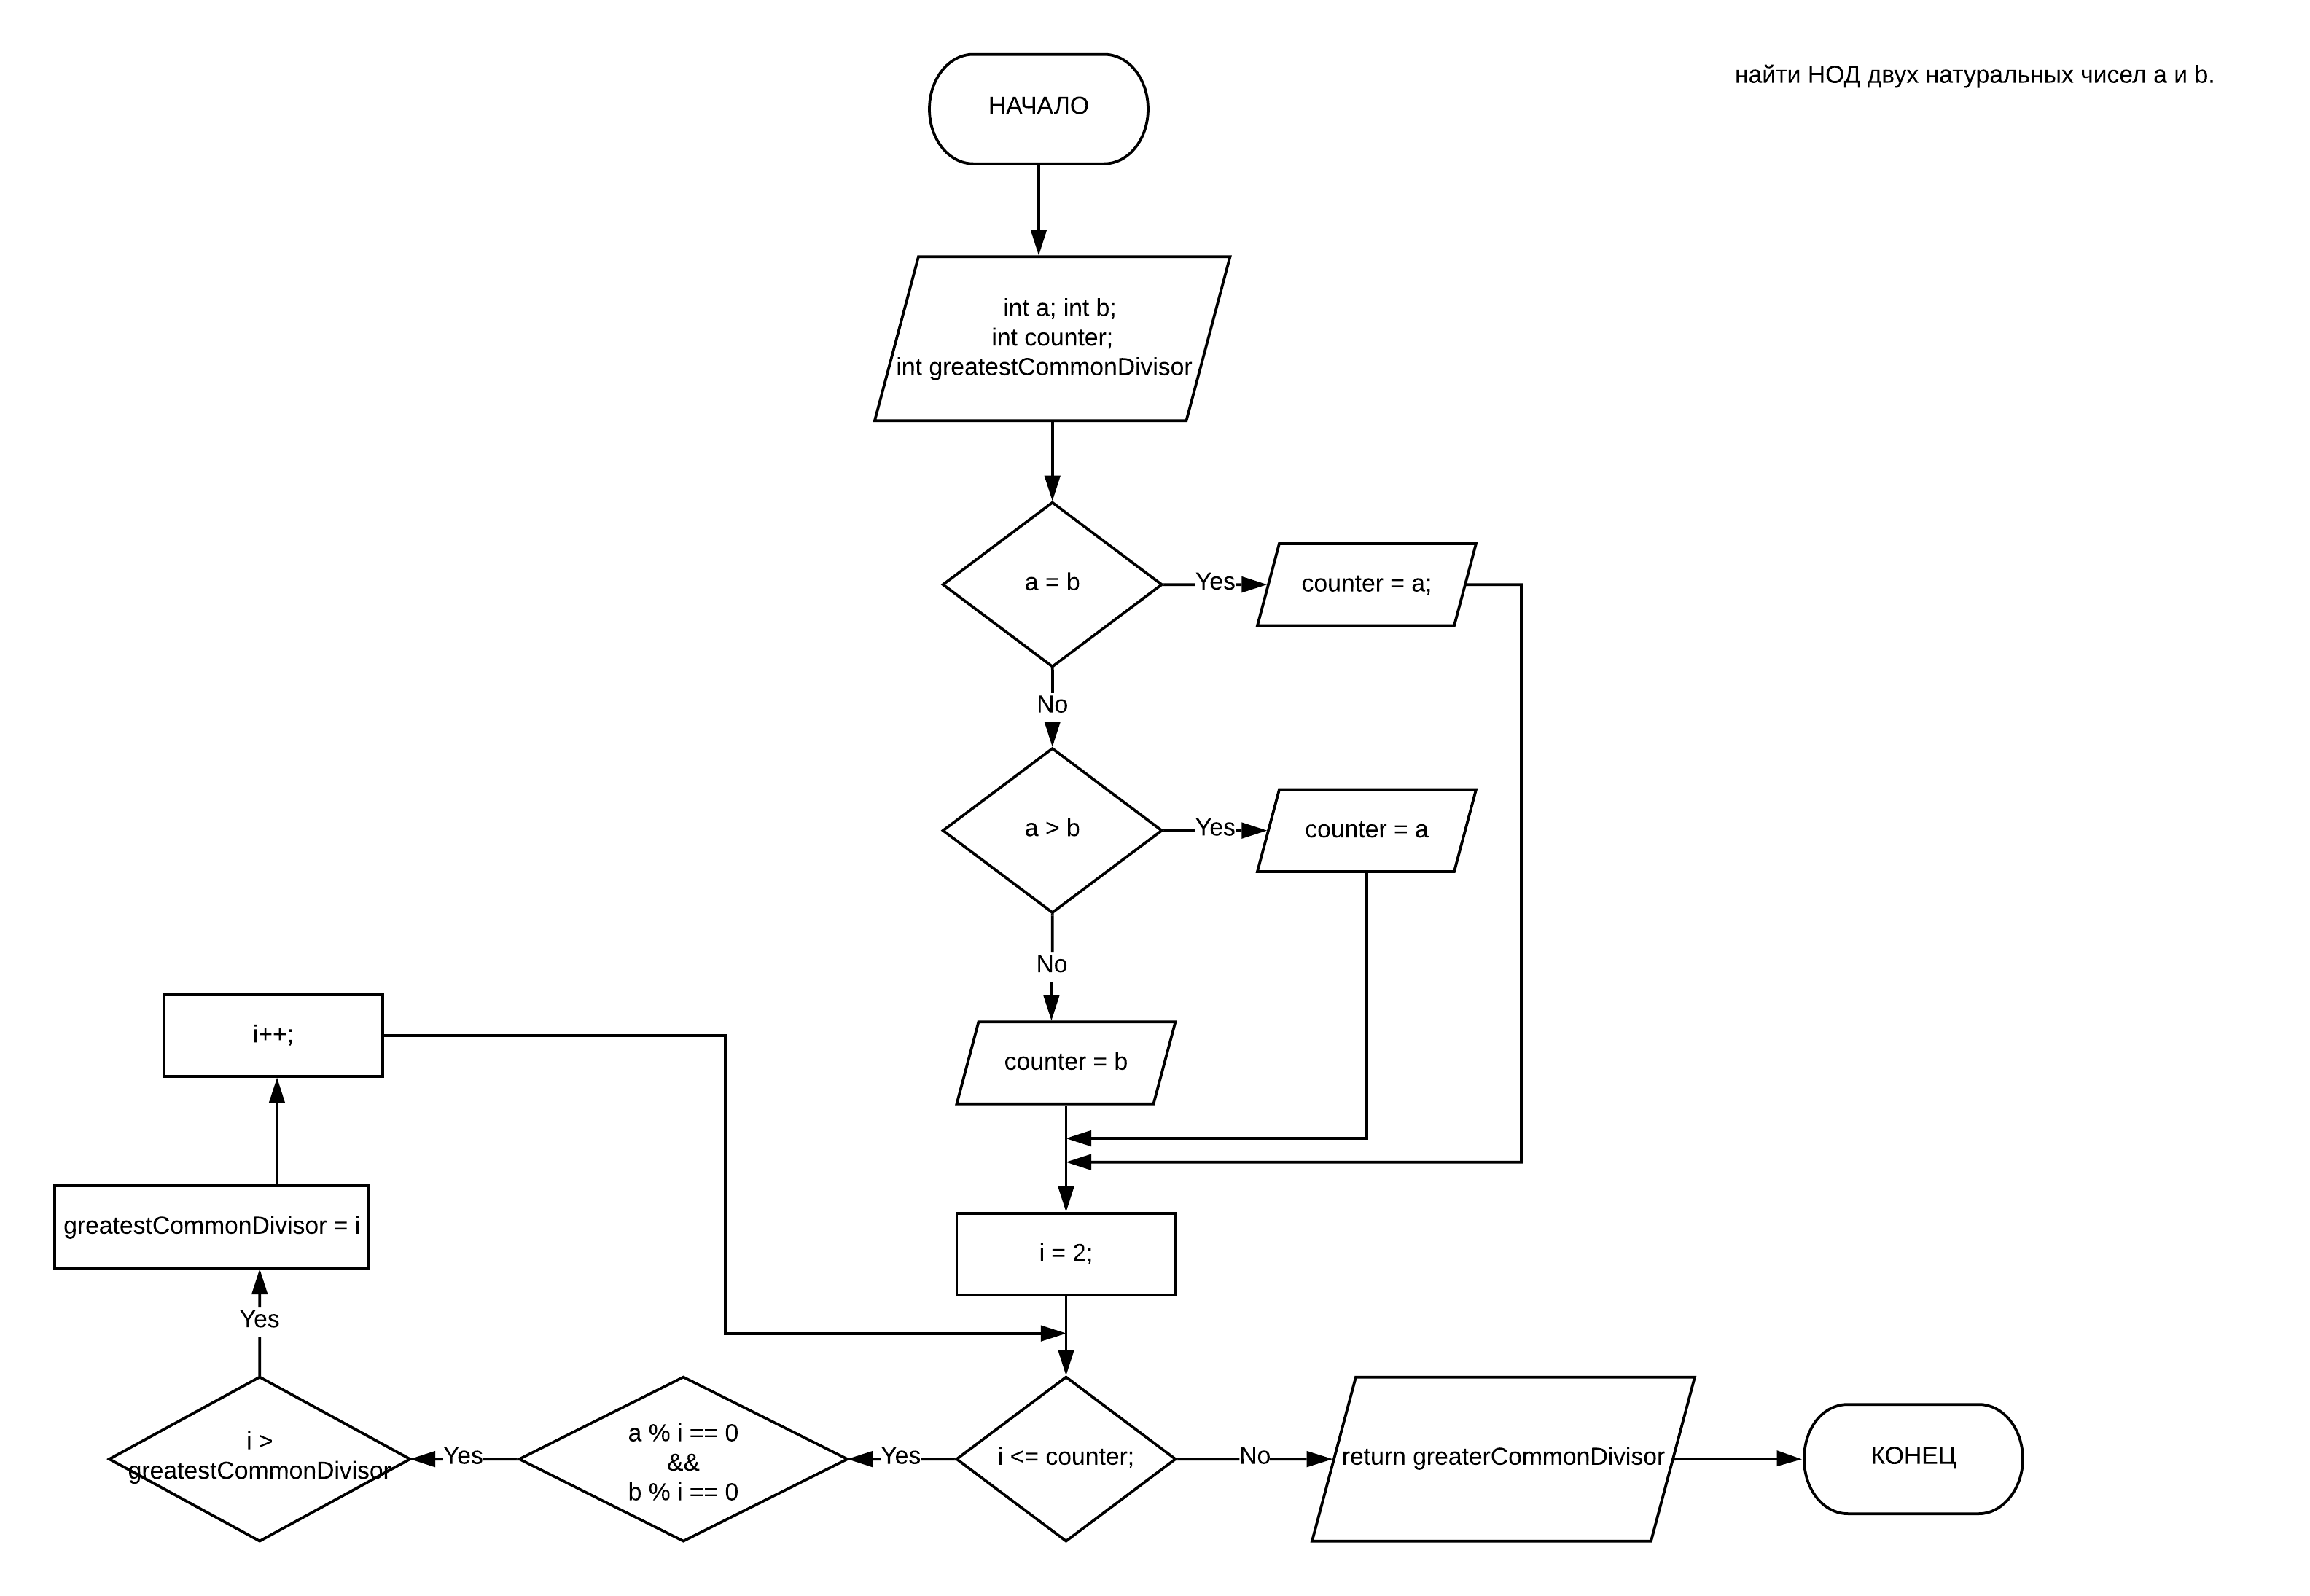 найти НОД двух натуральных чисел a и b.
НАЧАЛО
int a; int b;
int counter;
int greatestCommonDivisor
a = b
Yes
counter = a;
No
a > b
Yes
counter = a
No
counter = b
i++;
greatestCommonDivisor = i
i = 2;
Yes
i >
greatestCommonDivisor
Yes
a % i == 0
&&
b % i == 0
Yes
i <= counter;
No
return greaterCommonDivisor
КОНЕЦ